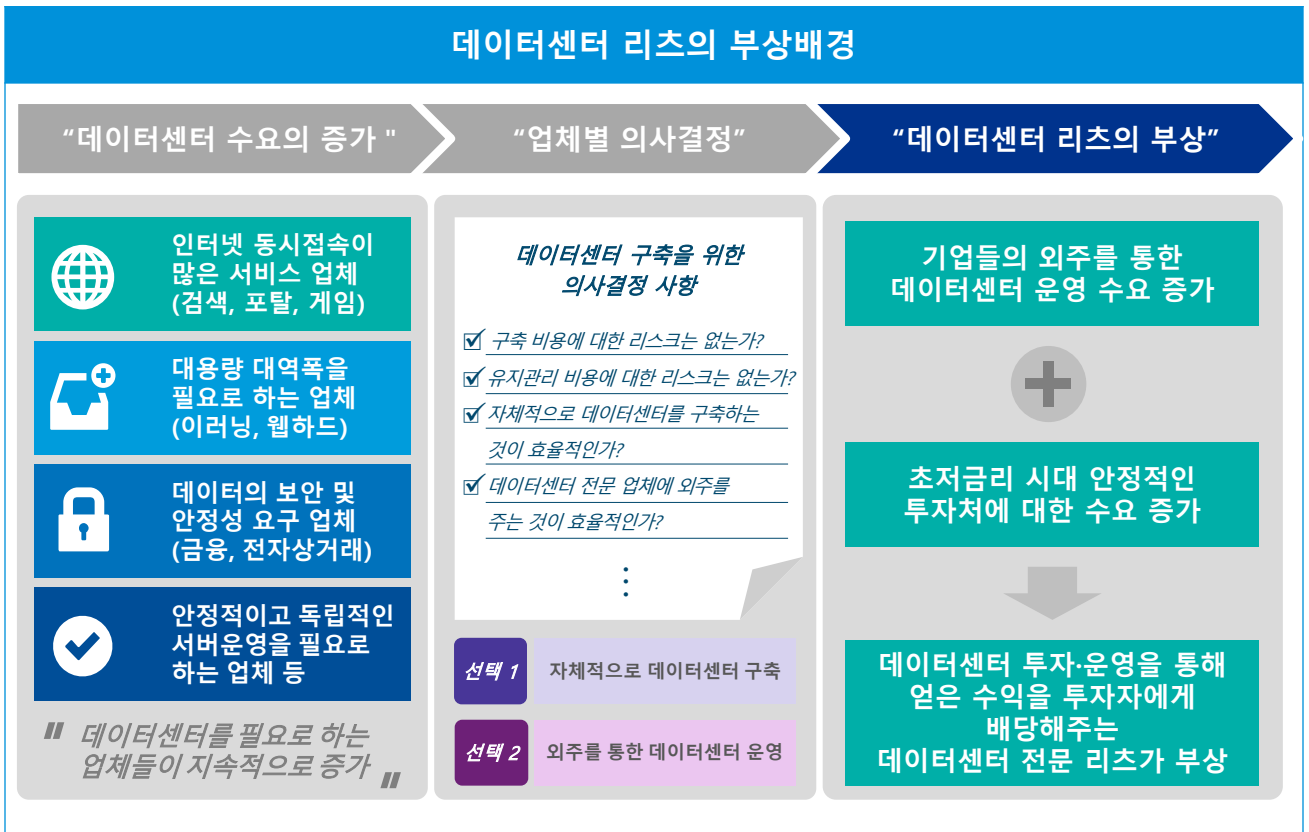 데이터센터 리츠의 부상배경
“데이터센터 수요의 증가 "
“업체별 의사결정”
“데이터센터 리츠의 부상”
인터넷 동시접속이
많은 서비스 업체
(검색, 포탈, 게임)
대용량 대역폭을
필요로 하는 업체
(이러닝, 웹하드)
데이터의 보안 및
안정성 요구 업체
(금융, 전자상거래)
안정적이고 독립적인
서버운영을 필요로
하는 업체 등
" 데이터센터를 필요로 하는
업체들이 지속적으로 증가 "
데이터센터 구축을 위한
의사결정 사항
구축 비용에 대한 리스크는 없는가?
유지관리 비용에 대한 리스크는 없는가?
자체적으로 데이터센터를 구축하는
것이 효율적인가?
데이터센터 전문 업체에 외주를
주는 것이 효율적인가?
⋮
선택 1 자체적으로 데이터센터 구축
선택 2 외주를 통한 데이터센터 운영
기업들의 외주를 통한
데이터센터 운영 수요 증가
초저금리 시대 안정적인
투자처에 대한 수요 증가
데이터센터 투자·운영을 통해
얻은 수익을 투자자에게
배당해주는
데이터센터 전문 리츠가 부상